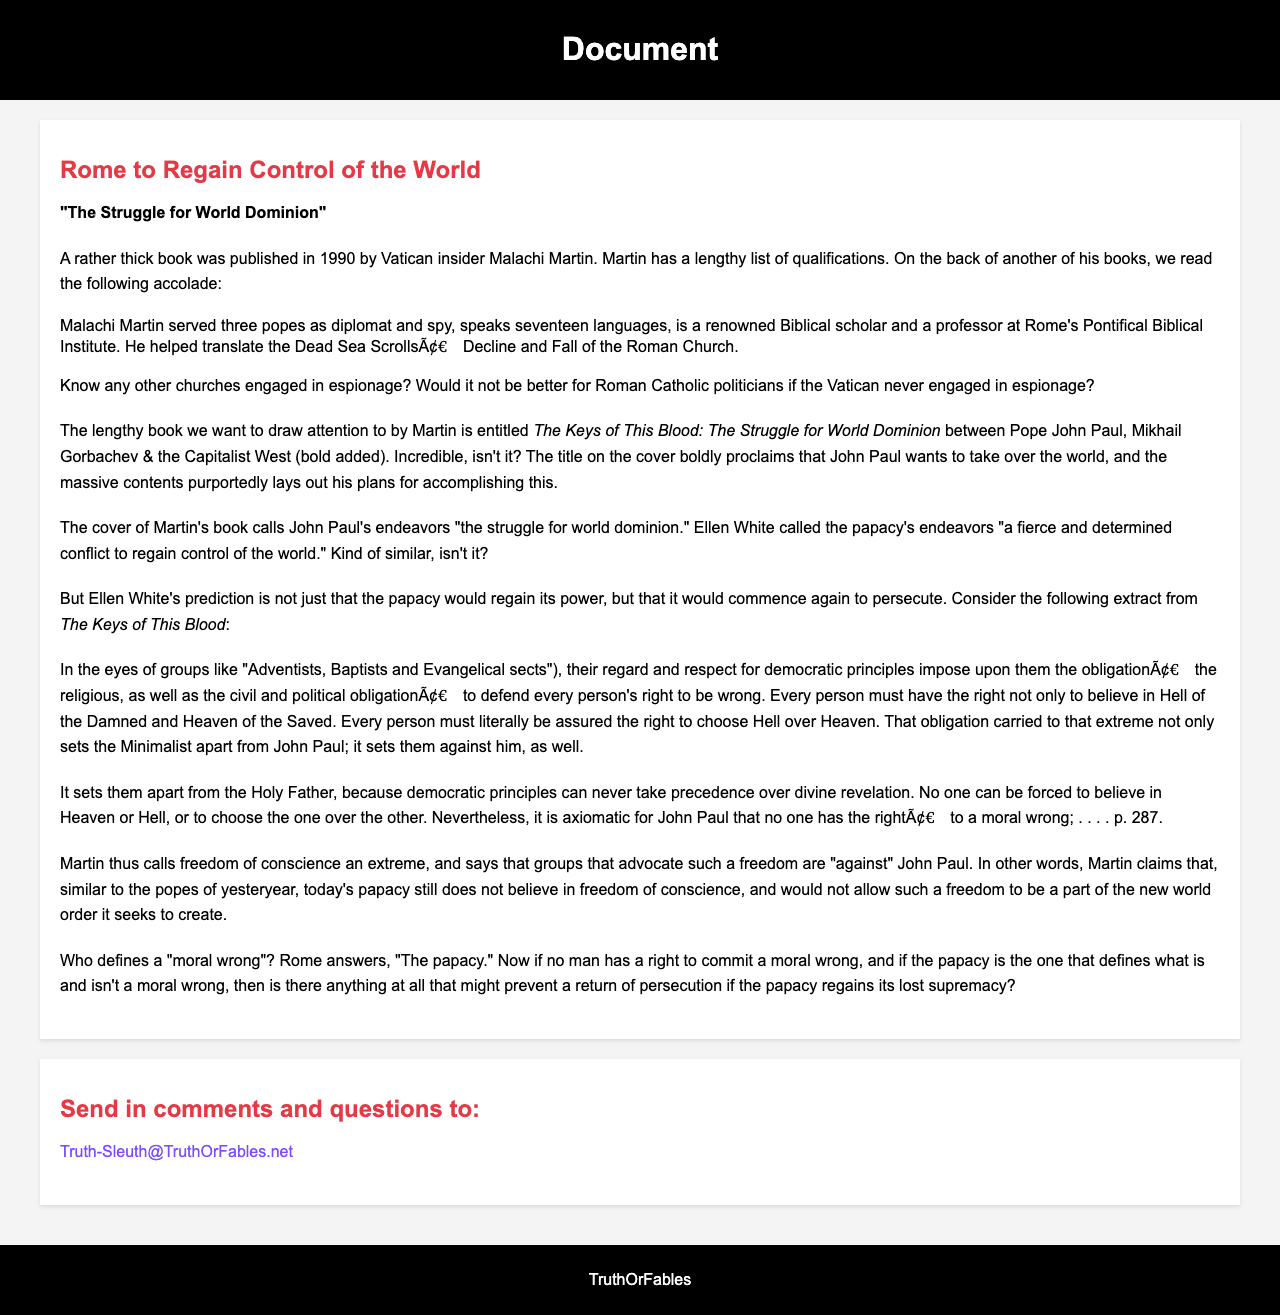 Document
Rome to Regain Control of the World
"The Struggle for World Dominion"
A rather thick book was published in 1990 by Vatican insider Malachi Martin. Martin has a lengthy list of qualifications. On the back of another of his books, we read
the following accolade:
Malachi Martin served three popes as diplomat and spy, speaks seventeen languages, is a renowned Biblical scholar and a professor at Rome's Pontifical Biblical
Institute. He helped translate the Dead Sea ScrollsÃ¢€ Decline and Fall of the Roman Church.
Know any other churches engaged in espionage? Would it not be better for Roman Catholic politicians if the Vatican never engaged in espionage?
The lengthy book we want to draw attention to by Martin is entitled The Keys of This Blood: The Struggle for World Dominion between Pope John Paul, Mikhail
Gorbachev & the Capitalist West (bold added). Incredible, isn't it? The title on the cover boldly proclaims that John Paul wants to take over the world, and the
massive contents purportedly lays out his plans for accomplishing this.
The cover of Martin's book calls John Paul's endeavors "the struggle for world dominion." Ellen White called the papacy's endeavors "a fierce and determined
conflict to regain control of the world." Kind of similar, isn't it?
But Ellen White's prediction is not just that the papacy would regain its power, but that it would commence again to persecute. Consider the following extract from
The Keys of This Blood:
In the eyes of groups like "Adventists, Baptists and Evangelical sects"), their regard and respect for democratic principles impose upon them the obligationÃ¢€ the
religious, as well as the civil and political obligationÃ¢€ to defend every person's right to be wrong. Every person must have the right not only to believe in Hell of
the Damned and Heaven of the Saved. Every person must literally be assured the right to choose Hell over Heaven. That obligation carried to that extreme not only
sets the Minimalist apart from John Paul; it sets them against him, as well.
It sets them apart from the Holy Father, because democratic principles can never take precedence over divine revelation. No one can be forced to believe in
Heaven or Hell, or to choose the one over the other. Nevertheless, it is axiomatic for John Paul that no one has the rightÃ¢€ to a moral wrong; . . . . p. 287.
Martin thus calls freedom of conscience an extreme, and says that groups that advocate such a freedom are "against" John Paul. In other words, Martin claims that,
similar to the popes of yesteryear, today's papacy still does not believe in freedom of conscience, and would not allow such a freedom to be a part of the new world
order it seeks to create.
Who defines a "moral wrong"? Rome answers, "The papacy." Now if no man has a right to commit a moral wrong, and if the papacy is the one that defines what is
and isn't a moral wrong, then is there anything at all that might prevent a return of persecution if the papacy regains its lost supremacy?
Send in comments and questions to:
Truth-Sleuth@TruthOrFables.net
TruthOrFables